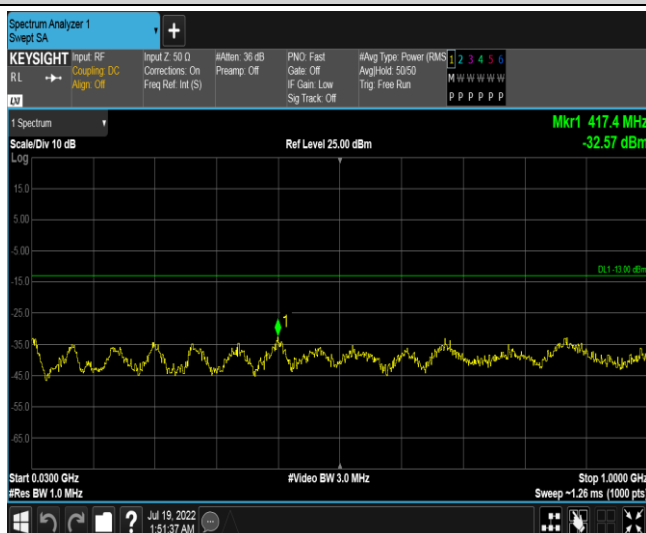 Spectrum Analyzer 1
Swept SA
+
KEYSIGHT
RL
LXI
Input: RF
Coupling: DC
Align: Off
Input Z: 50 Ω
Corrections: On
Freq Ref: Int (S)
#Atten: 36 dB
Preamp: Off
PNO: Fast
Gate: Off
IF Gain: Low
Sig Track: Off
#Avg Type: Power (RMS
Avg|Hold: 50/50
Trig: Free Run
1 2 3 4 5 6
M W W W W W
P P P P P P
1 Spectrum
Mkr1 417.4 MHz
Scale/Div 10 dB
Ref Level 25.00 dBm
-32.57 dBm
Log
15.0
5.00
-5.00
DL1 -13.00 dBm
-15.0
-25.0
1
-35.0
-45.0
-55.0
-65.0
Start 0.0300 GHz
#Video BW 3.0 MHz
Stop 1.0000 GHz
#Res BW 1.0 MHz
Sweep ~1.26 ms (1000 pts)
?
Jul 19, 2022
1:51:37 AM